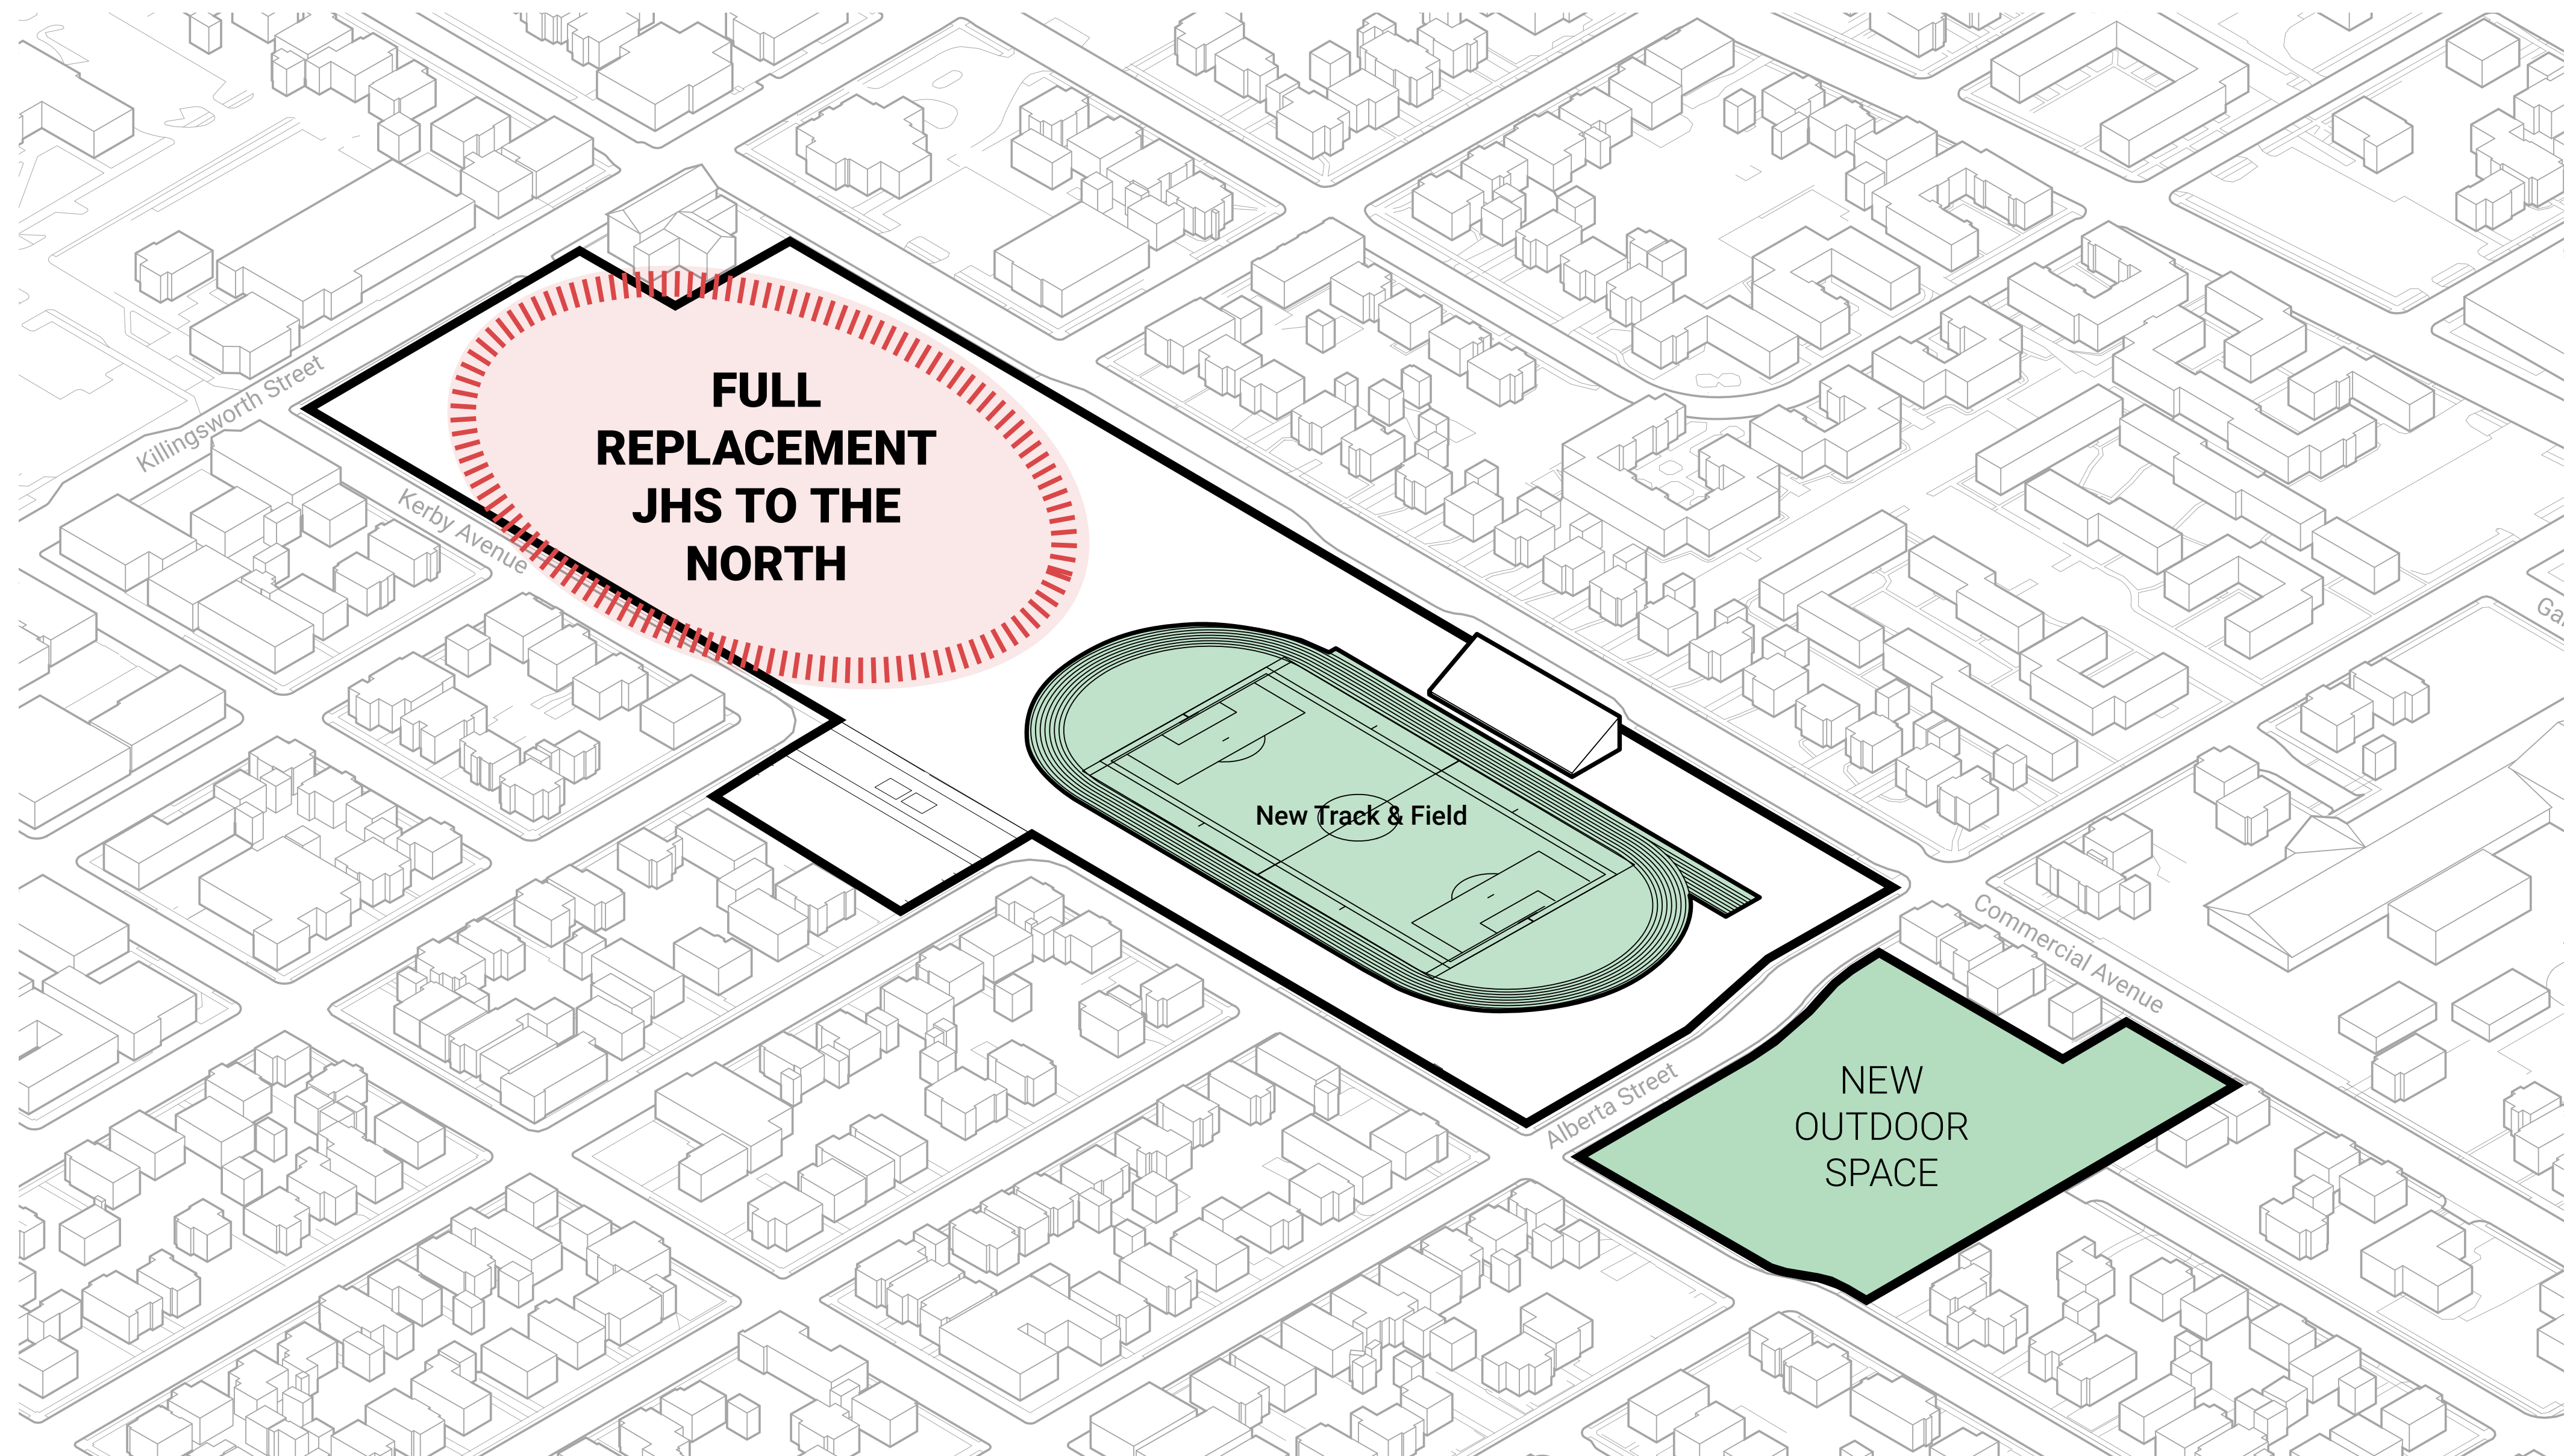 Killingsworth Street
Kerby Avenue
FULL
REPLACEMENT
JHS TO THE
NORTH
New Track & Field
Commercial Avenue
Alberta Street
NEW
OUTDOOR
SPACE